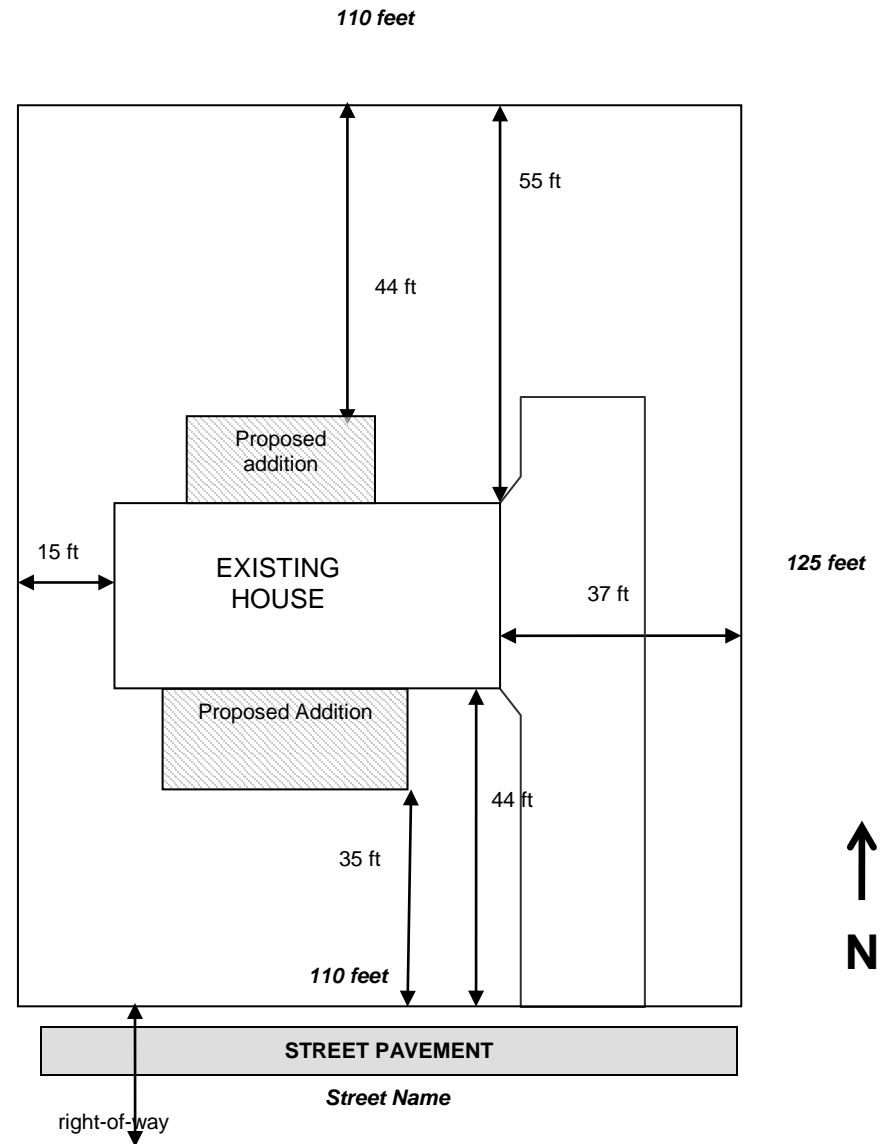 110 feet
55 ft
44 ft
Proposed
addition
15 ft
EXISTING
HOUSE
125 feet
37 ft
Proposed Addition
44 ft
35 ft
N
110 feet
STREET PAVEMENT
Street Name
right-of-way